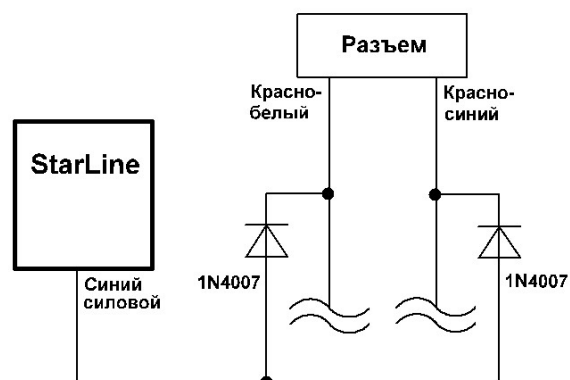 Разъем
Красно-
белый
Красно-
синий
StarLine
Синий
силовой
1N4007
1N4007